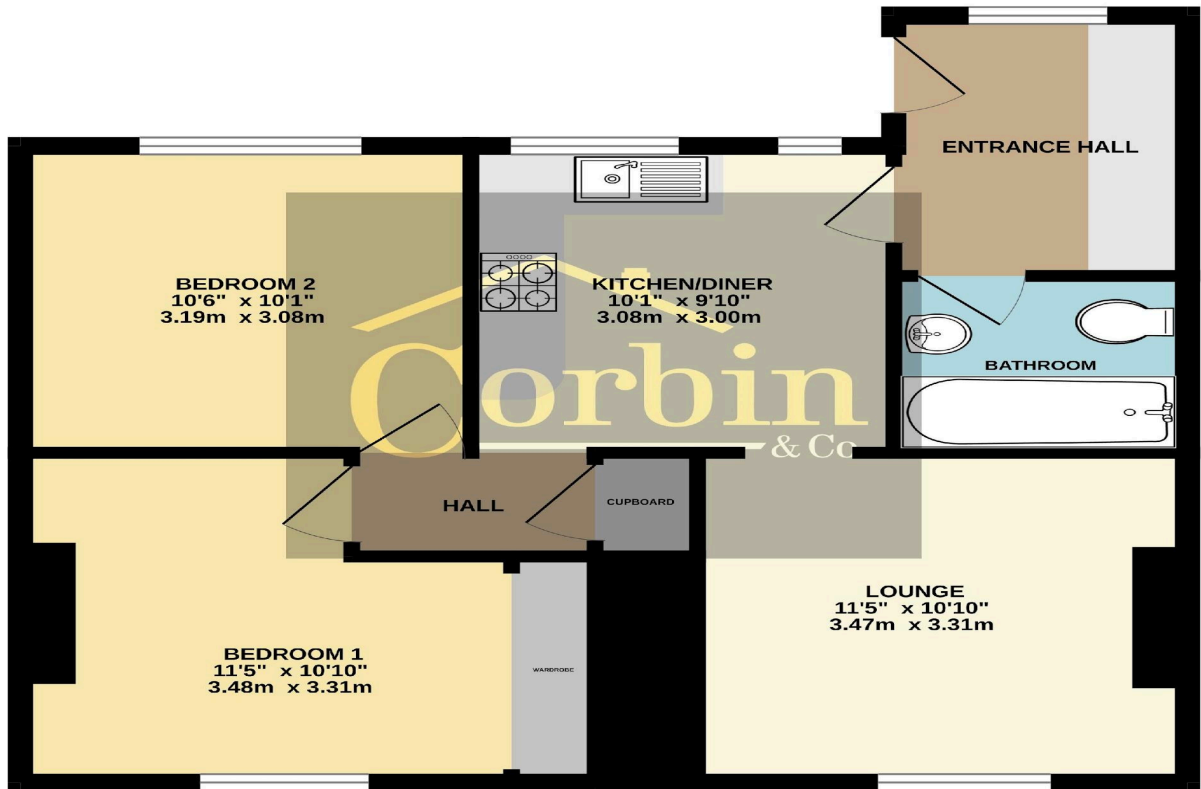 ENTRANCE HALL
BEDROOM 2
10'6" x 10'1"
3.19m x 3.08m
KITCHEN/DINER
10'1" x 9'10"
3.08m x 3.00m
Corbin
& Co
BATHROOM
HALL
CUPBOARD
LOUNGE
11'5" x 10'10"
3.47m x 3.31m
BEDROOM 1
11'5" x 10'10"
3.48m x 3.31m
WARDROBE